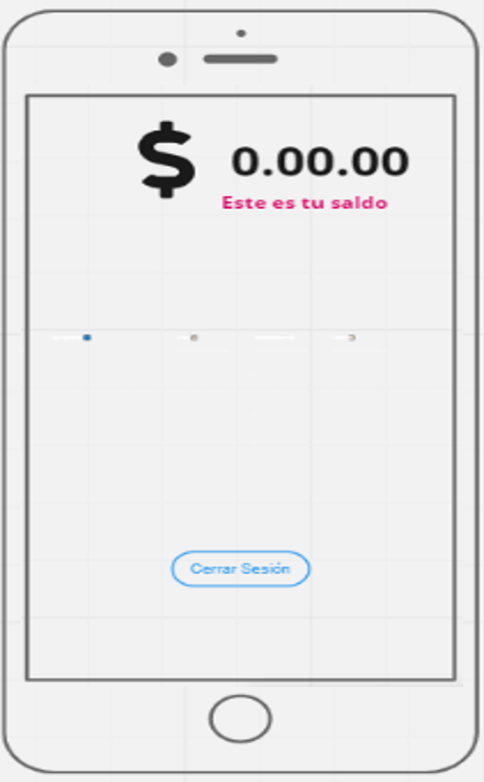 $ 0.00.00
Este es tu saldo
Cerrar Sesión